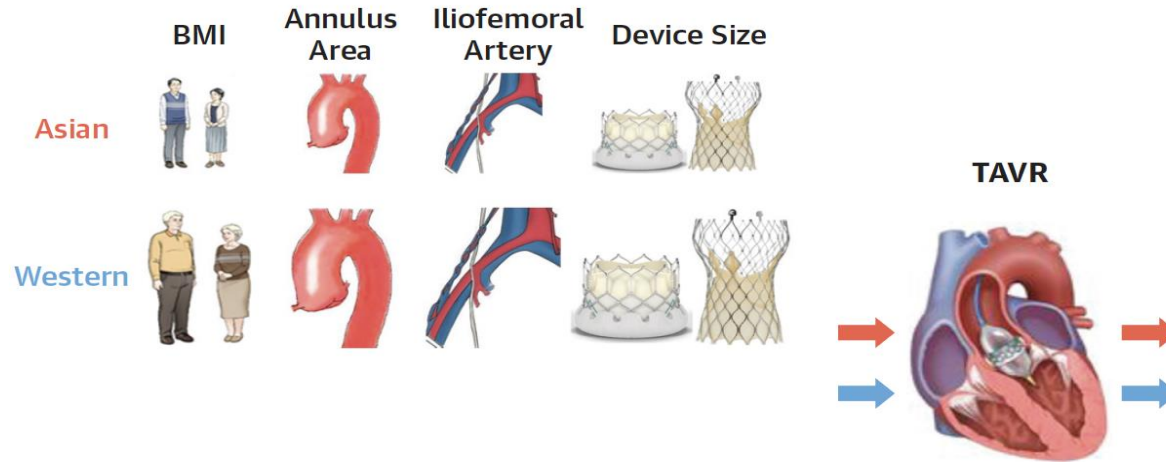 BMI
Annulus
Area
Iliofemoral
Artery
Device Size
Asian
TAVR
Western